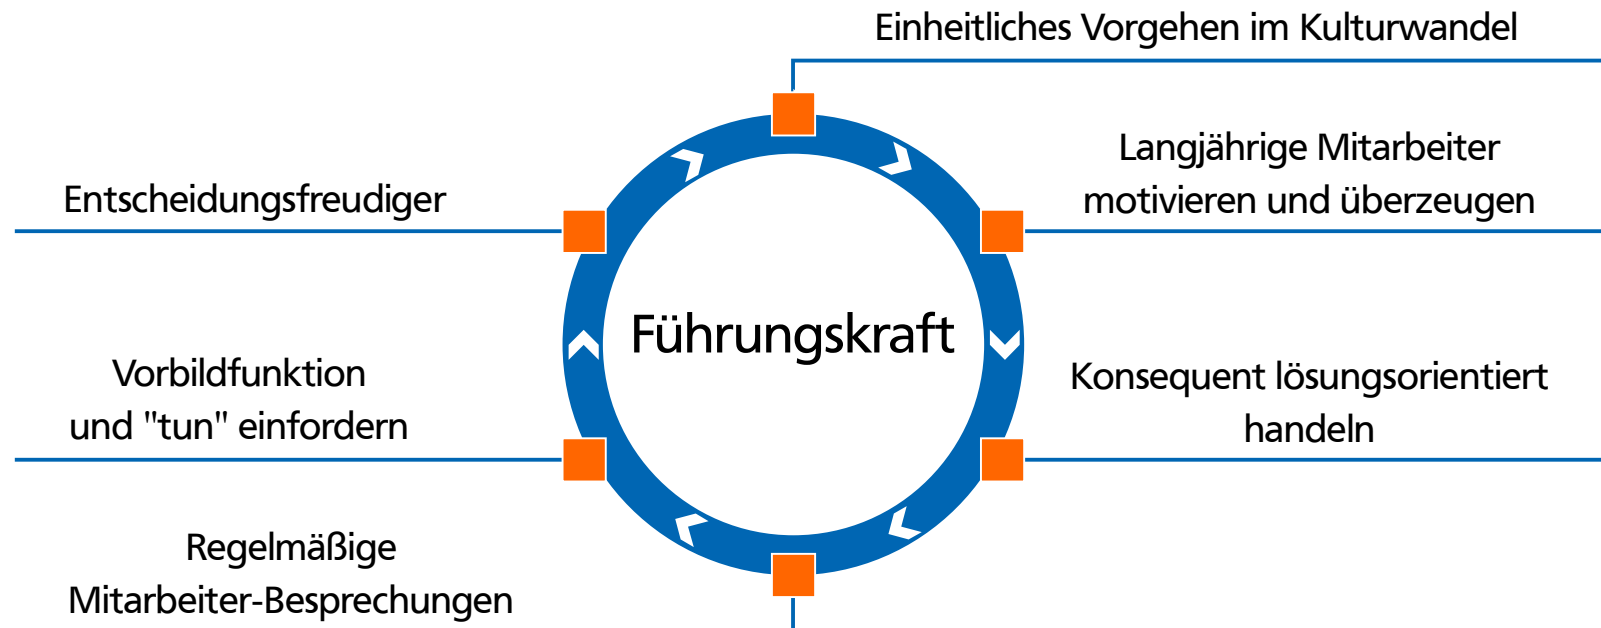 Einheitliches Vorgehen im Kulturwandel
Langjährige Mitarbeiter
motivieren und überzeugen
Konsequent lösungsorientiert
handeln
Regelmäßige
Mitarbeiter-Besprechungen
Vorbildfunktion
und "tun" einfordern
Entscheidungsfreudiger
Führungskraft